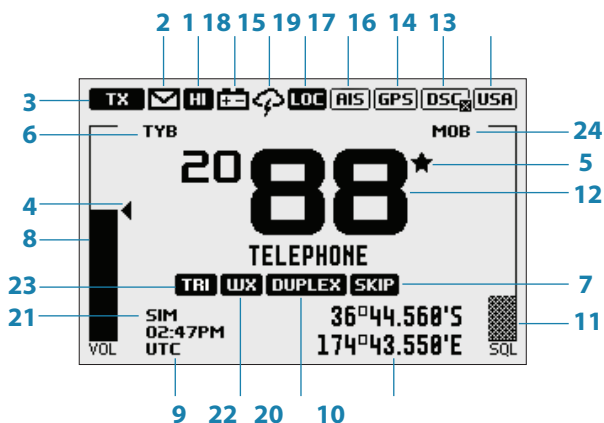 2 1 18 15 19 17 16 14 13
3 TX HI LOC AIS GPS DSC USA
6 TYB MOB 24
20 88 5
12
4
8
TELEPHONE
23 TRI WX DUPLEX SKIP 7
21 SIM 36°44.560'S 11
02:47PM
VOL UTC 174°43.550'E SQL
9 22 20 10